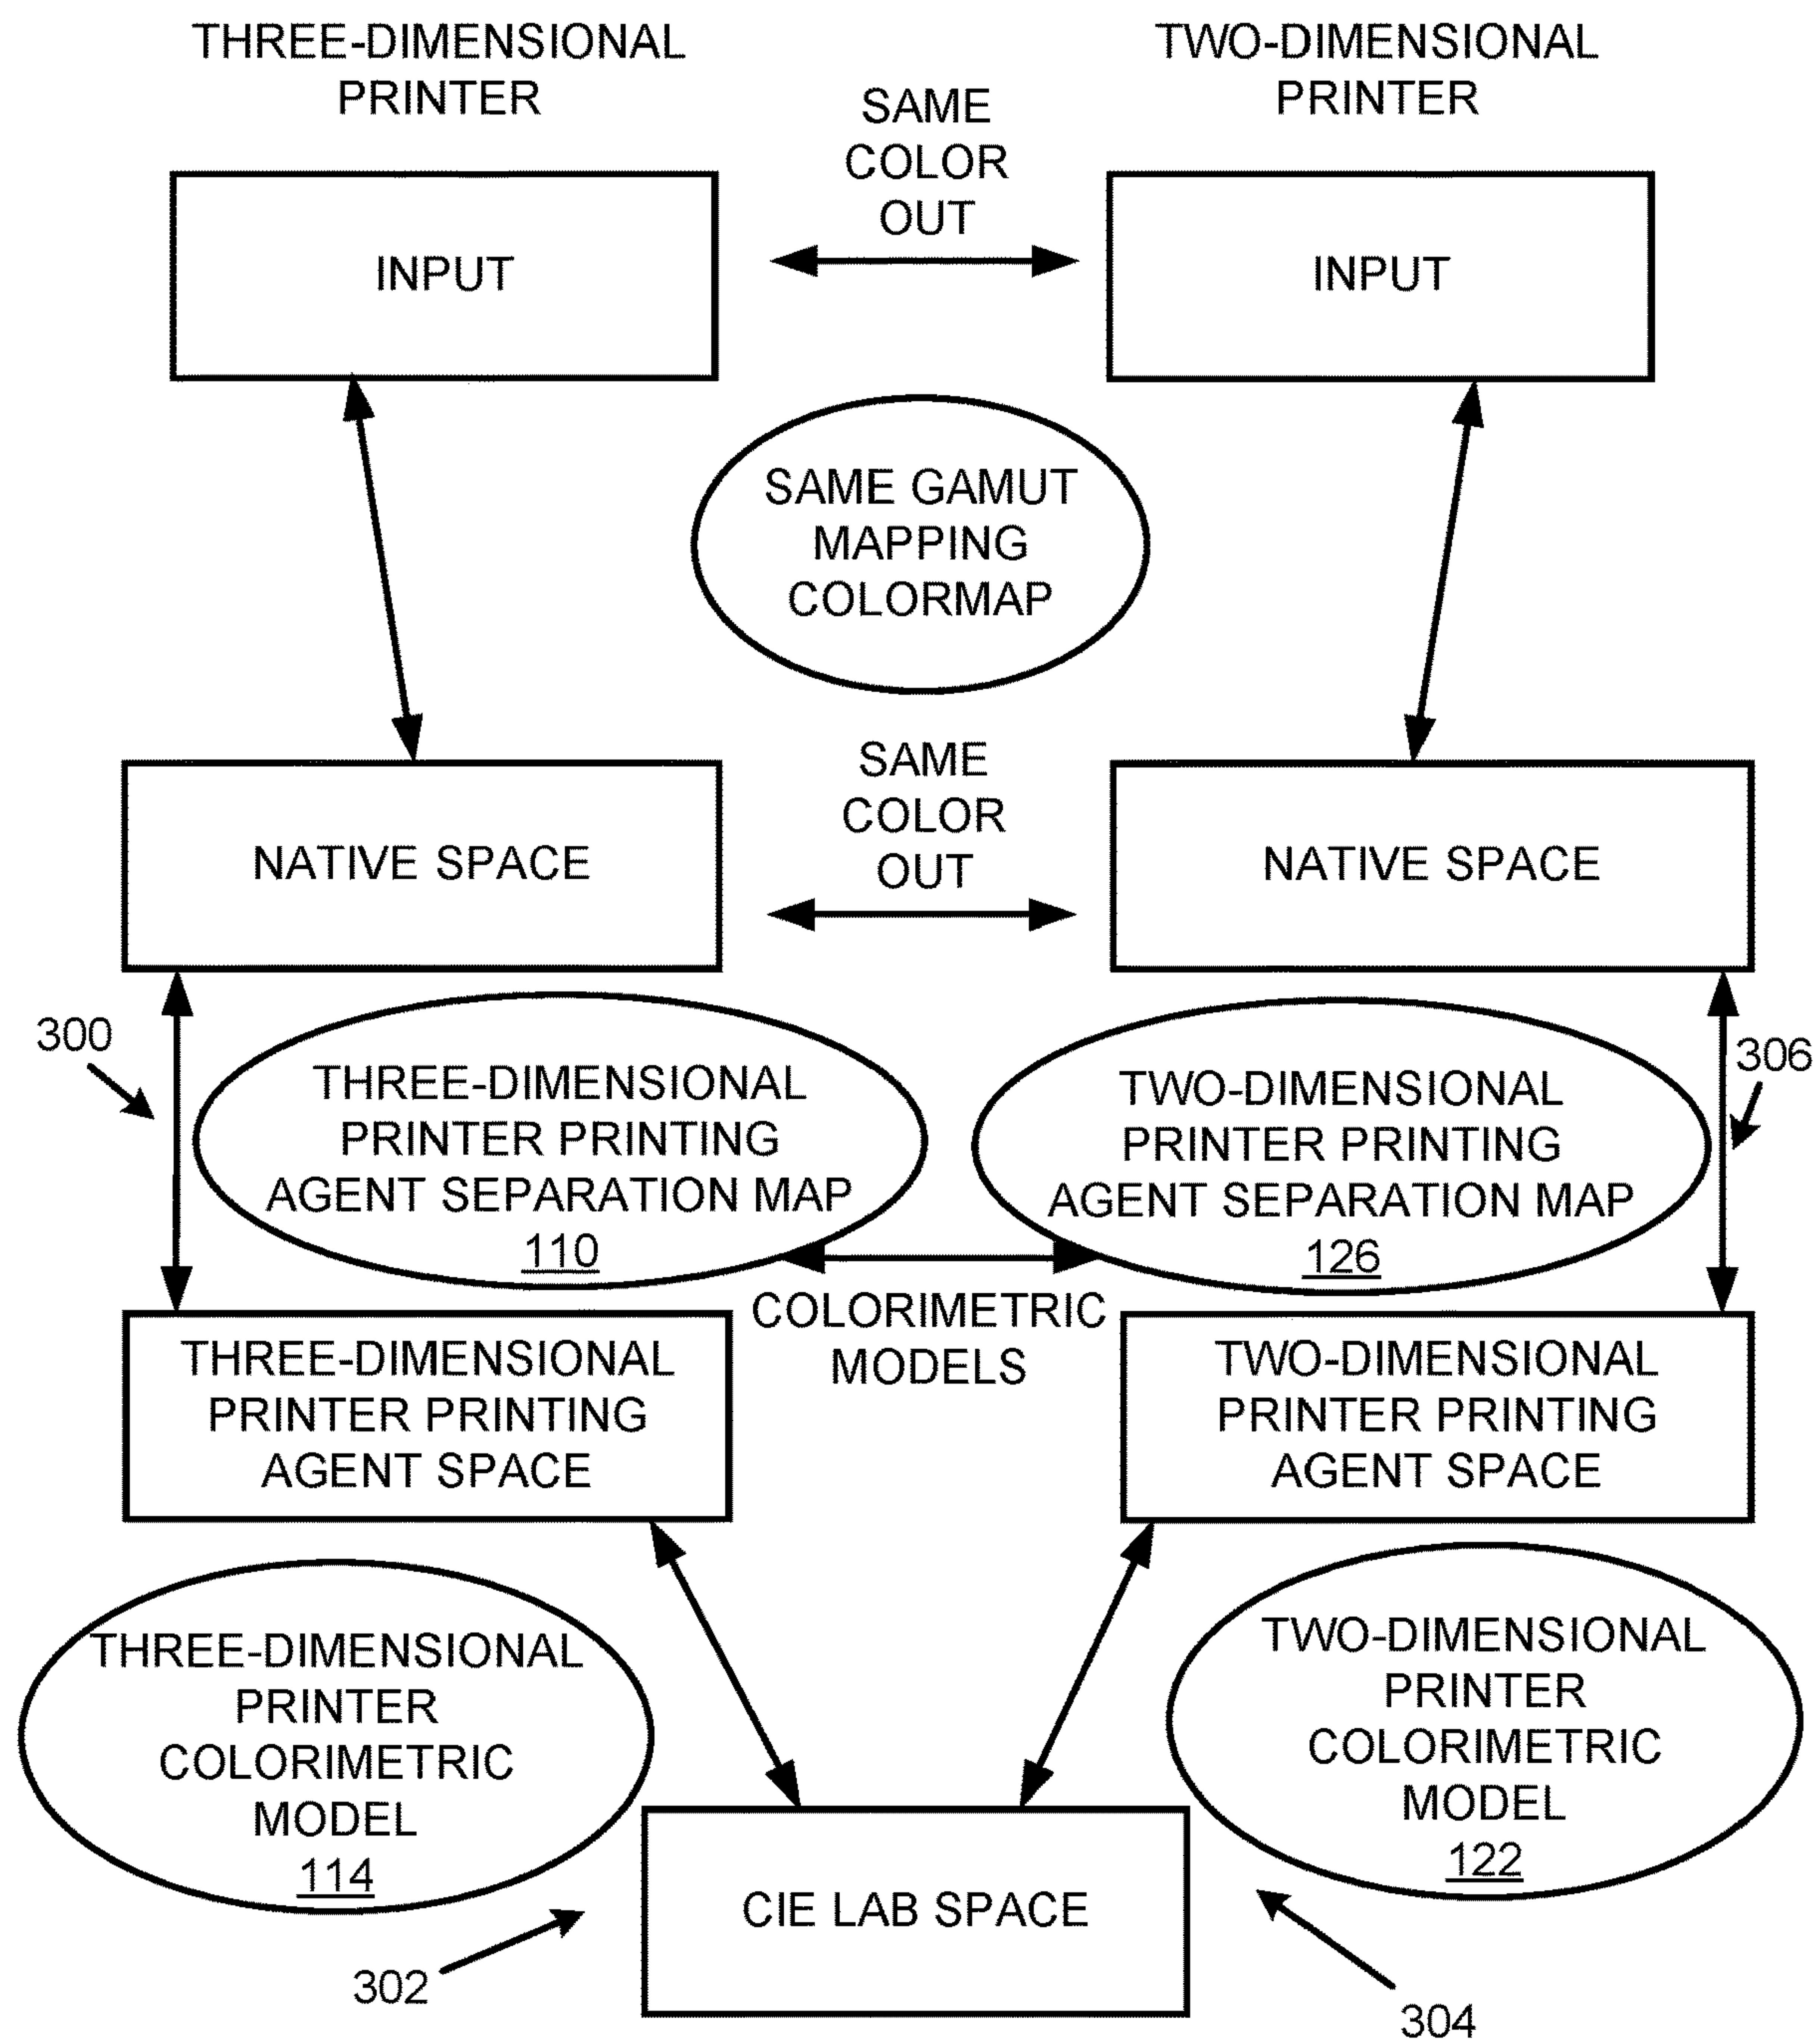 THREE-DIMENSIONAL
PRINTER
TWO-DIMENSIONAL
PRINTER
SAME
COLOR
OUT
INPUT
INPUT
SAME GAMUT
MAPPING
COLORMAP
SAME
COLOR
OUT
NATIVE SPACE
NATIVE SPACE
300
THREE-DIMENSIONAL
PRINTER PRINTING
AGENT SEPARATION MAP
110
TWO-DIMENSIONAL
PRINTER PRINTING
AGENT SEPARATION MAP
126
306
COLORIMETRIC
MODELS
THREE-DIMENSIONAL
PRINTER PRINTING
AGENT SPACE
TWO-DIMENSIONAL
PRINTER PRINTING
AGENT SPACE
THREE-DIMENSIONAL
PRINTER
COLORIMETRIC
MODEL
114
TWO-DIMENSIONAL
PRINTER
COLORIMETRIC
MODEL
122
CIE LAB SPACE
302
304